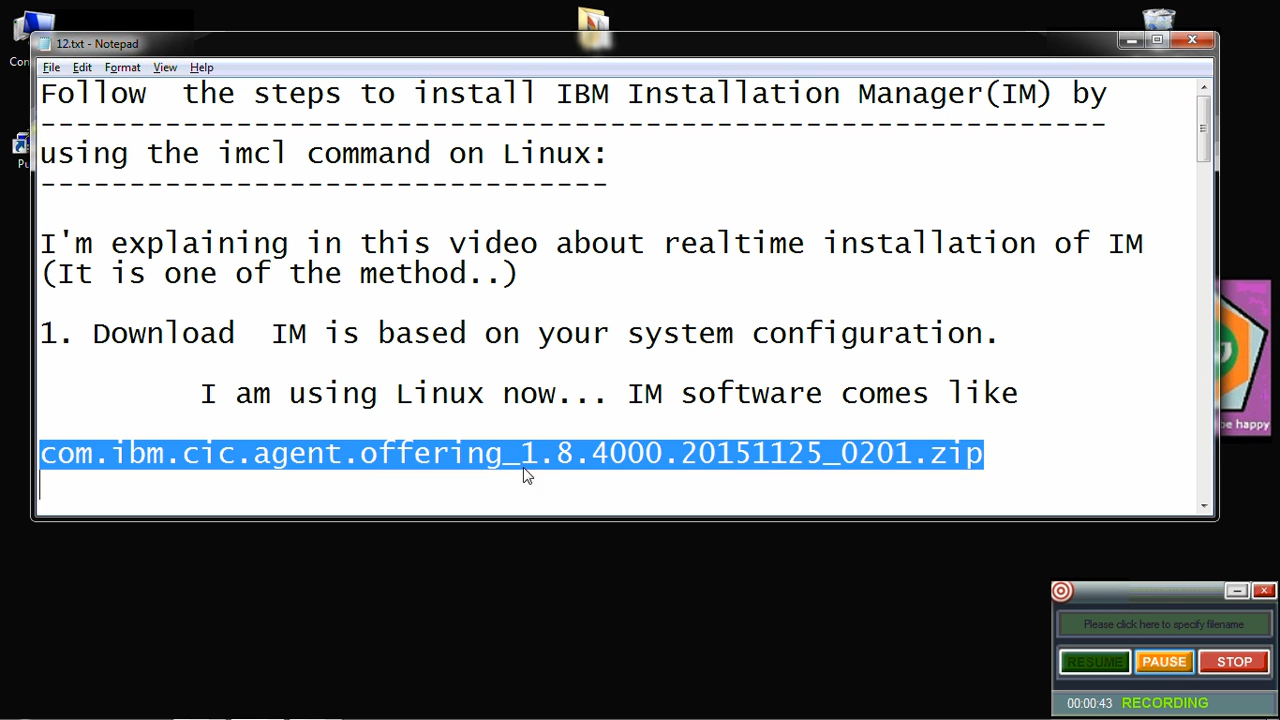 Con
12.txt - Notepad
File Edit Format View Help
Follow the steps to install IBM Installation Manager(IM) by
------------------------------------------------------------
using the imcl command on Linux:
--------------------------------
I'm explaining in this video about realtime installation of IM
(It is one of the method..)
1. Download IM is based on your system configuration.
I am using Linux now... IM software comes like
com.ibm.cic.agent.offering_1.8.4000.20151125_0201.zip
Pu
be happy
Please click here to specify filename
RESUME PAUSE STOP
00:00:43 RECORDING